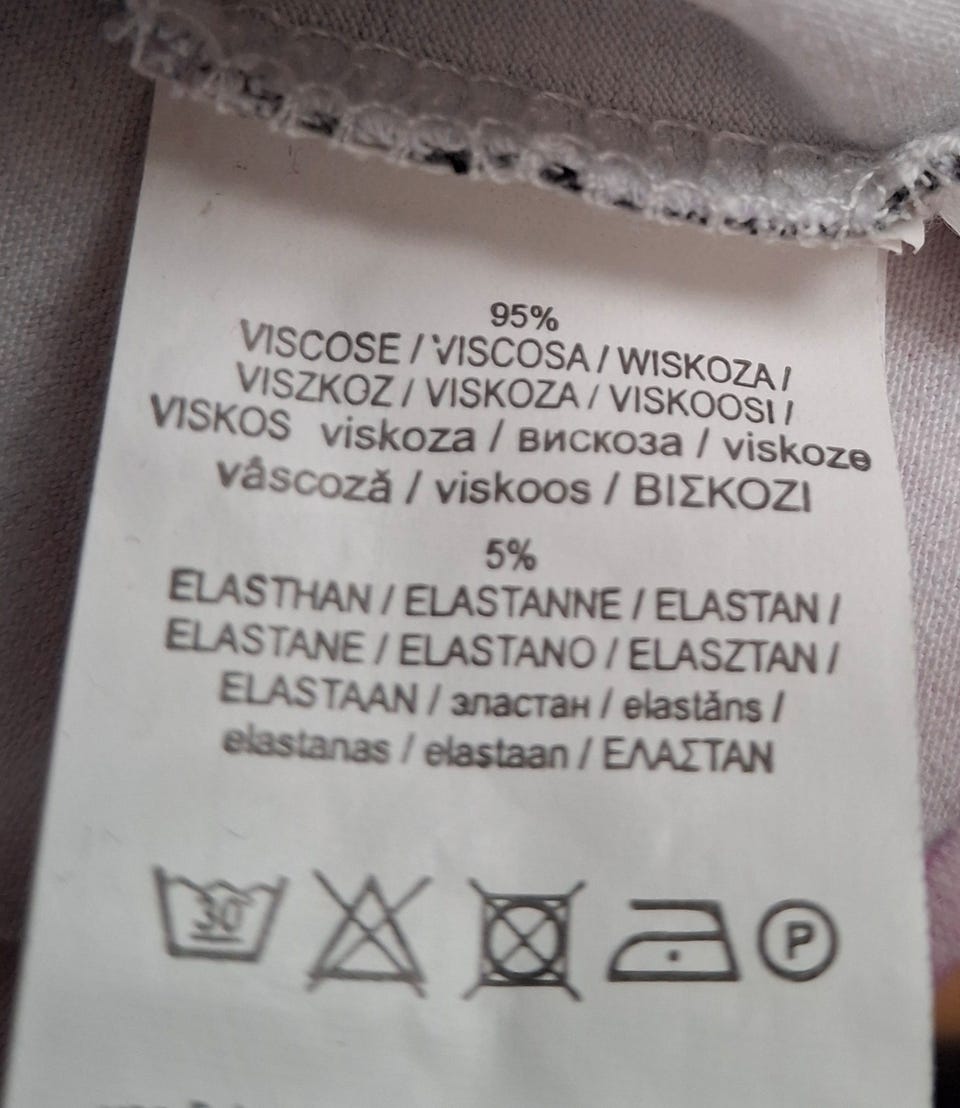 95%
VISCOSE / VISCOSA / WISKOZA /
VISZKOZ / VISKOZA / VISKOOSI /
VISKOS viskoza / вискоза / viskoze
vâscoză / viskoos / ΒΙΣΚΟΖΙ
5%
ELASTHAN / ELASTANNE / ELASTAN /
ELASTANE / ELASTANO / ELASZTAN /
ELASTAAN / эластан / elastāns /
elastanas / elastaan / ΕΛΑΣΤΑΝ
30° P